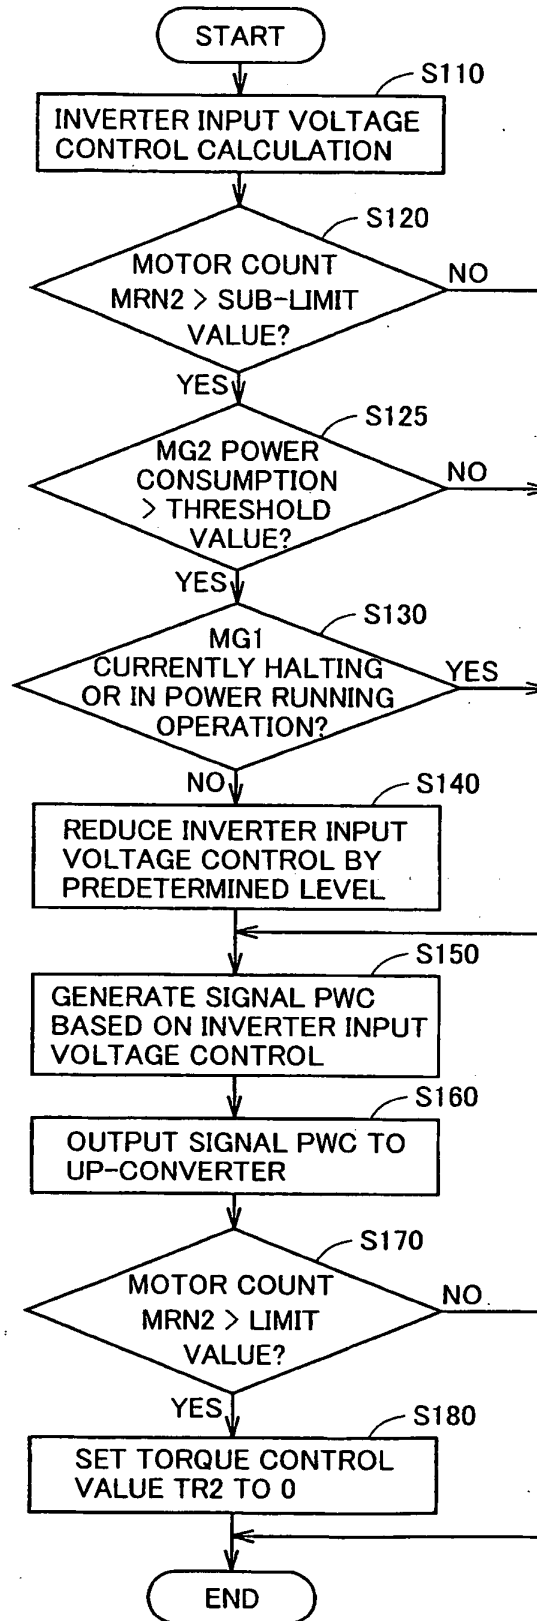 START
S110
INVERTER INPUT VOLTAGE
CONTROL CALCULATION
S120
MOTOR COUNT
MRN2 > SUB-LIMIT
VALUE?
NO
YES
S125
MG2 POWER
CONSUMPTION
> THRESHOLD
VALUE?
NO
YES
S130
MG1
CURRENTLY HALTING
OR IN POWER RUNNING
OPERATION?
YES
NO
S140
REDUCE INVERTER INPUT
VOLTAGE CONTROL BY
PREDETERMINED LEVEL
S150
GENERATE SIGNAL PWC
BASED ON INVERTER INPUT
VOLTAGE CONTROL
S160
OUTPUT SIGNAL PWC TO
UP-CONVERTER
S170
MOTOR COUNT
MRN2 > LIMIT
VALUE?
NO
YES
S180
SET TORQUE CONTROL
VALUE TR2 TO 0
END